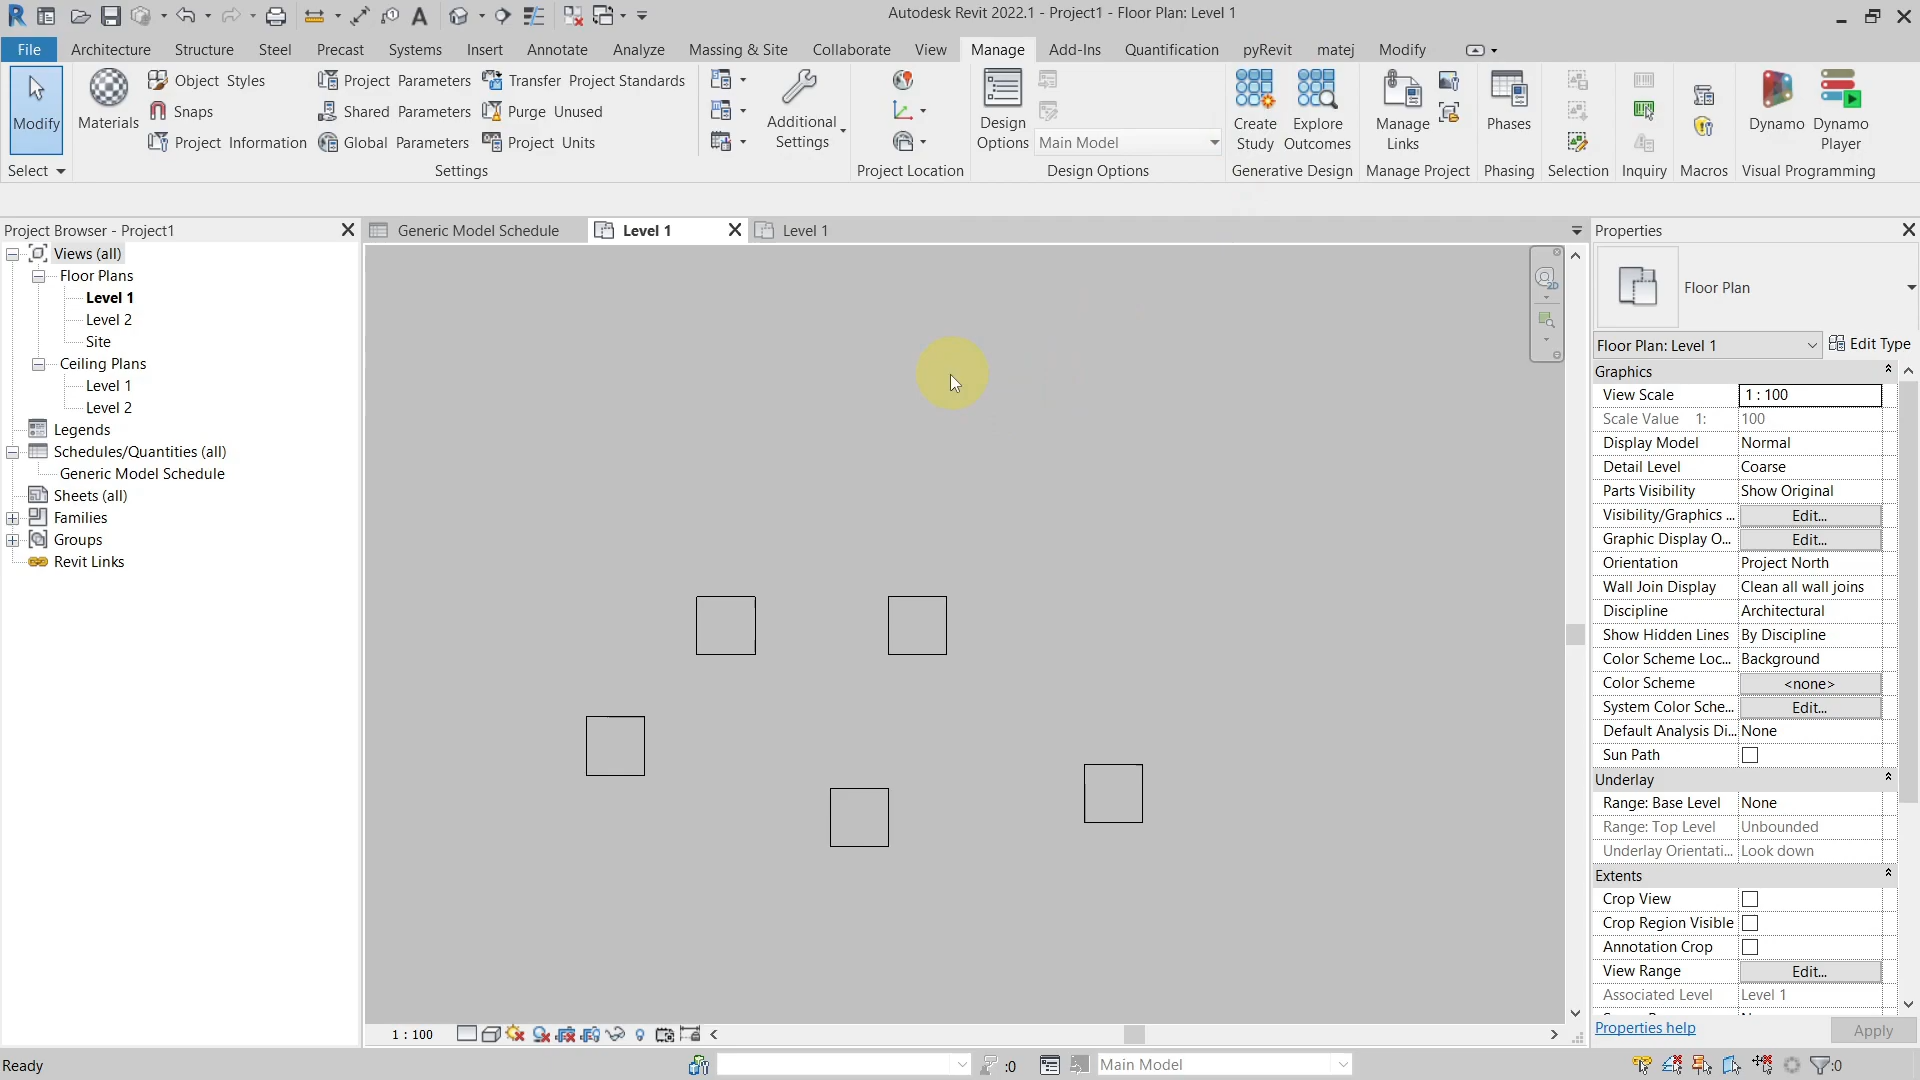 Autodesk Revit 2022.1 - Project1 - Floor Plan: Level 1
File Architecture Structure Steel Precast Systems Insert Annotate Analyze Massing & Site Collaborate View Manage Add-Ins Quantification pyRevit matej Modify
Modify
Select
Materials
Object Styles
Snaps
Project Information
Project Parameters
Shared Parameters
Global Parameters
Transfer Project Standards
Purge Unused
Project Units
Settings
Additional
Settings
Project Location
Design
Options
Main Model
Design Options
Create
Study
Explore
Outcomes
Generative Design
Manage
Links
Manage Project
Phases
Phasing
Selection
Inquiry
Macros
Dynamo
Dynamo
Player
Visual Programming
Project Browser - Project1
Views (all)
Floor Plans
Level 1
Level 2
Site
Ceiling Plans
Level 1
Level 2
Legends
Schedules/Quantities (all)
Generic Model Schedule
Sheets (all)
Families
Groups
Revit Links
Generic Model Schedule
Level 1
Level 1
2D
Properties
Floor Plan
Floor Plan: Level 1
Edit Type
Graphics
View Scale 1 : 100
Scale Value 1: 100
Display Model Normal
Detail Level Coarse
Parts Visibility Show Original
Visibility/Graphics ... Edit...
Graphic Display O... Edit...
Orientation Project North
Wall Join Display Clean all wall joins
Discipline Architectural
Show Hidden Lines By Discipline
Color Scheme Loc... Background
Color Scheme <none>
System Color Sche... Edit...
Default Analysis Di... None
Sun Path
Underlay
Range: Base Level None
Range: Top Level Unbounded
Underlay Orientati... Look down
Extents
Crop View
Crop Region Visible
Annotation Crop
View Range Edit...
Associated Level Level 1
Properties help
Apply
1 : 100
Ready
:0
Main Model
:0